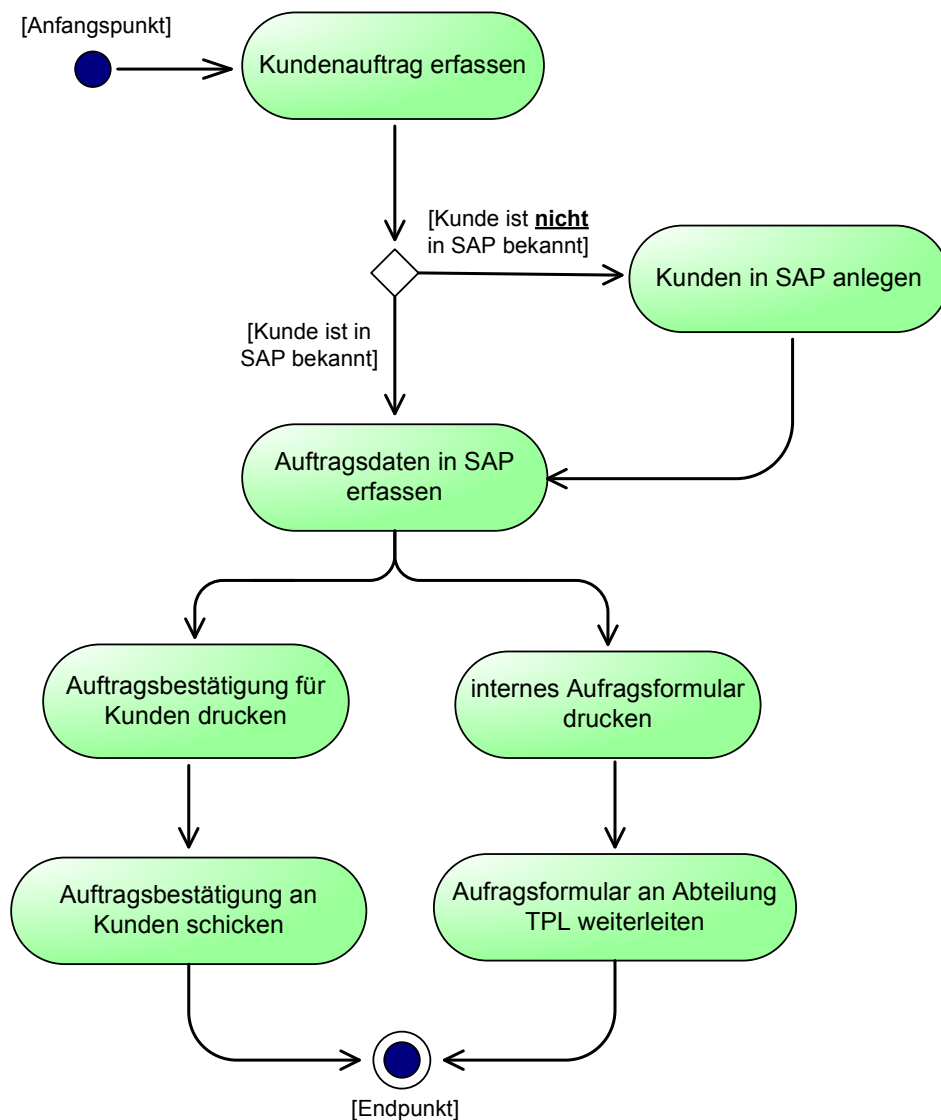 [Anfangspunkt]
Kundenauftrag erfassen
[Kunde ist nicht
in SAP bekannt]
Kunden in SAP anlegen
[Kunde ist in
SAP bekannt]
Auftragsdaten in SAP
erfassen
Auftragsbestätigung für
Kunden drucken
internes Aufragsformular
drucken
Auftragsbestätigung an
Kunden schicken
Aufragsformular an Abteilung
TPL weiterleiten
[Endpunkt]